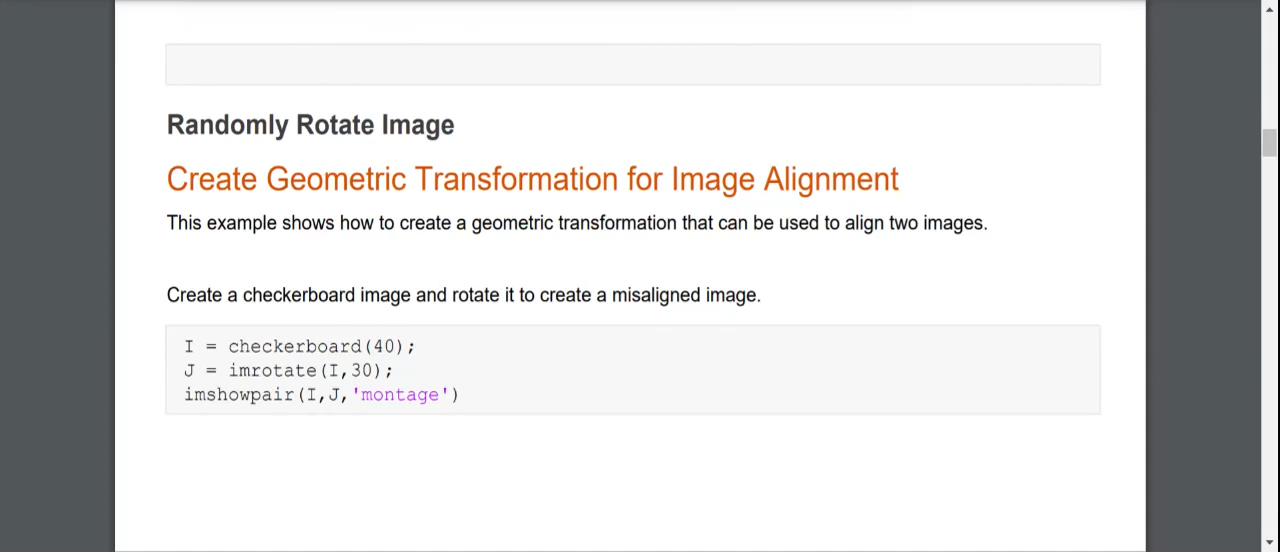 Randomly Rotate Image
Create Geometric Transformation for Image Alignment
This example shows how to create a geometric transformation that can be used to align two images.
Create a checkerboard image and rotate it to create a misaligned image.
I = checkerboard(40);
J = imrotate(I,30);
imshowpair(I,J,'montage')